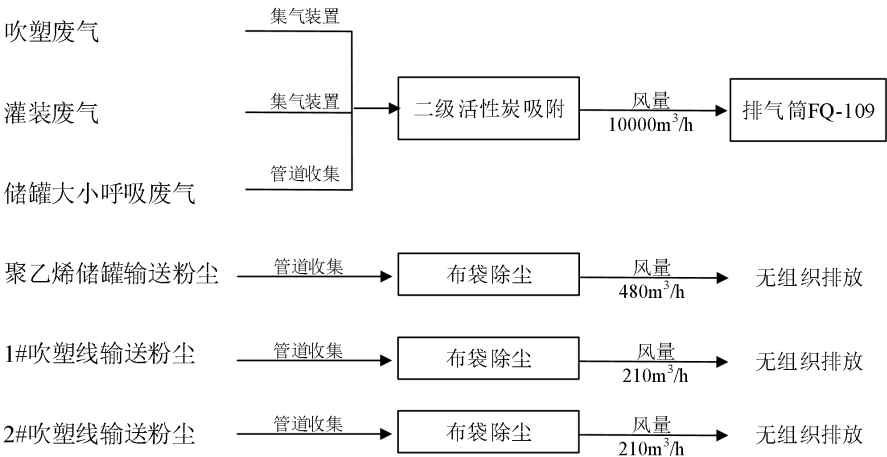 吹塑废气
集气装置
灌装废气
集气装置
储罐大小呼吸废气
管道收集
二级活性炭吸附
风量
10000m³/h
排气筒FQ-109
聚乙烯储罐输送粉尘
管道收集
布袋除尘
风量
480m³/h
无组织排放
1#吹塑线输送粉尘
管道收集
布袋除尘
风量
210m³/h
无组织排放
2#吹塑线输送粉尘
管道收集
布袋除尘
风量
210m³/h
无组织排放